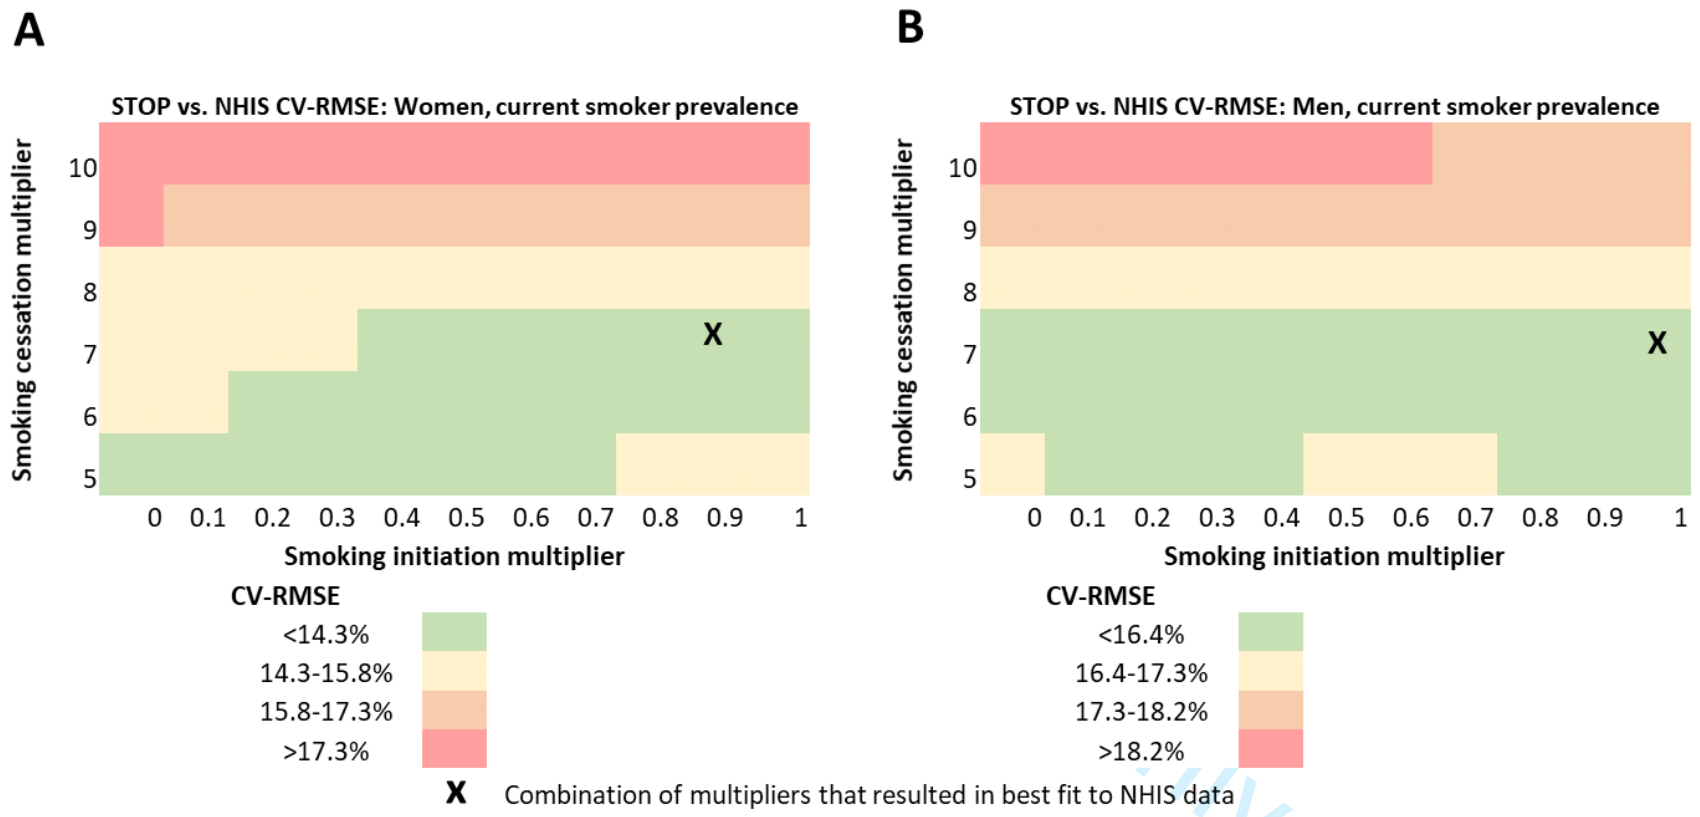 A
STOP vs. NHIS CV-RMSE: Women, current smoker prevalence
Smoking cessation multiplier
10
9
8
7
6
5
X
0 0.1 0.2 0.3 0.4 0.5 0.6 0.7 0.8 0.9 1
Smoking initiation multiplier
CV-RMSE
<14.3%
14.3-15.8%
15.8-17.3%
>17.3%
B
STOP vs. NHIS CV-RMSE: Men, current smoker prevalence
Smoking cessation multiplier
10
9
8
7
6
5
X
0 0.1 0.2 0.3 0.4 0.5 0.6 0.7 0.8 0.9 1
Smoking initiation multiplier
CV-RMSE
<16.4%
16.4-17.3%
17.3-18.2%
>18.2%
X Combination of multipliers that resulted in best fit to NHIS data